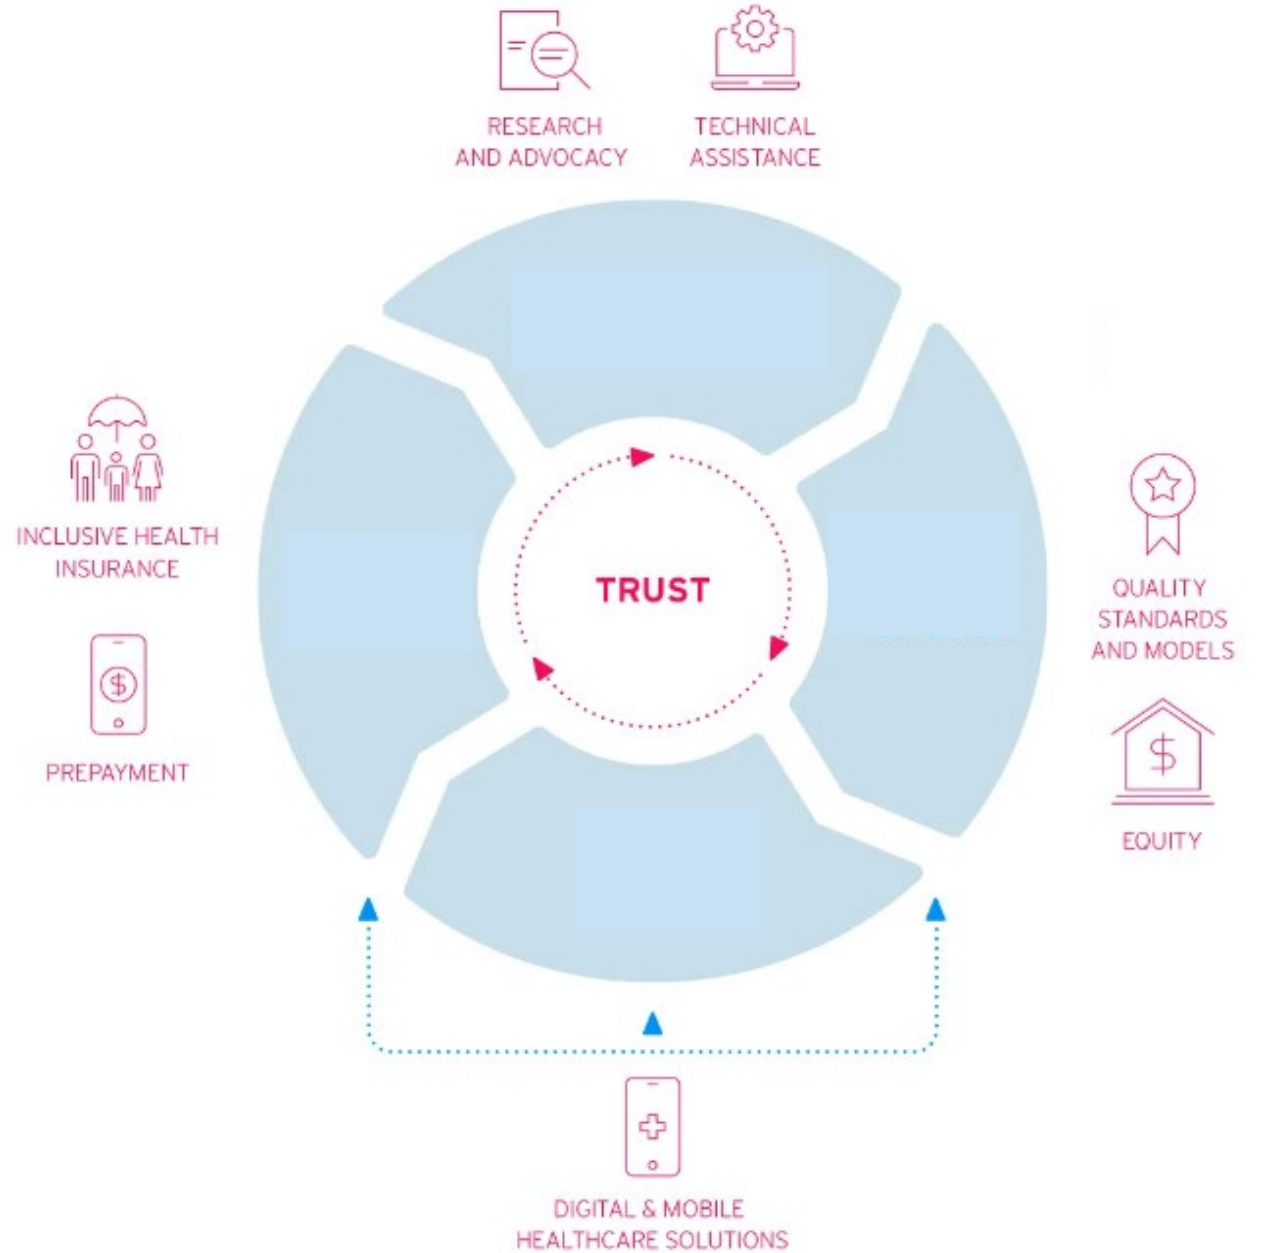 RESEARCH
AND ADVOCACY
TECHNICAL
ASSISTANCE
INCLUSIVE HEALTH
INSURANCE
PREPAYMENT
TRUST
QUALITY
STANDARDS
AND MODELS
EQUITY
DIGITAL & MOBILE
HEALTHCARE SOLUTIONS